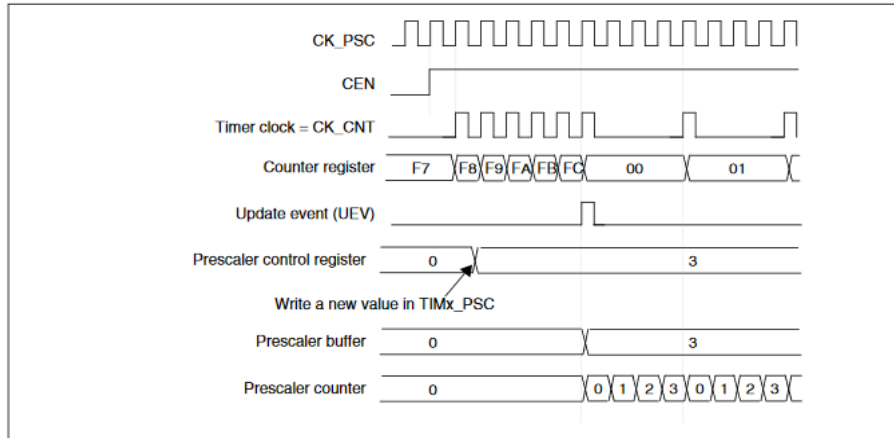 CK_PSC
CEN
Timer clock = CK_CNT
Counter register F7 F8 F9 FA FB FC 00 01
Update event (UEV)
Prescaler control register 0 3
Write a new value in TIMx_PSC
Prescaler buffer 0 3
Prescaler counter 0 0 1 2 3 0 1 2 3